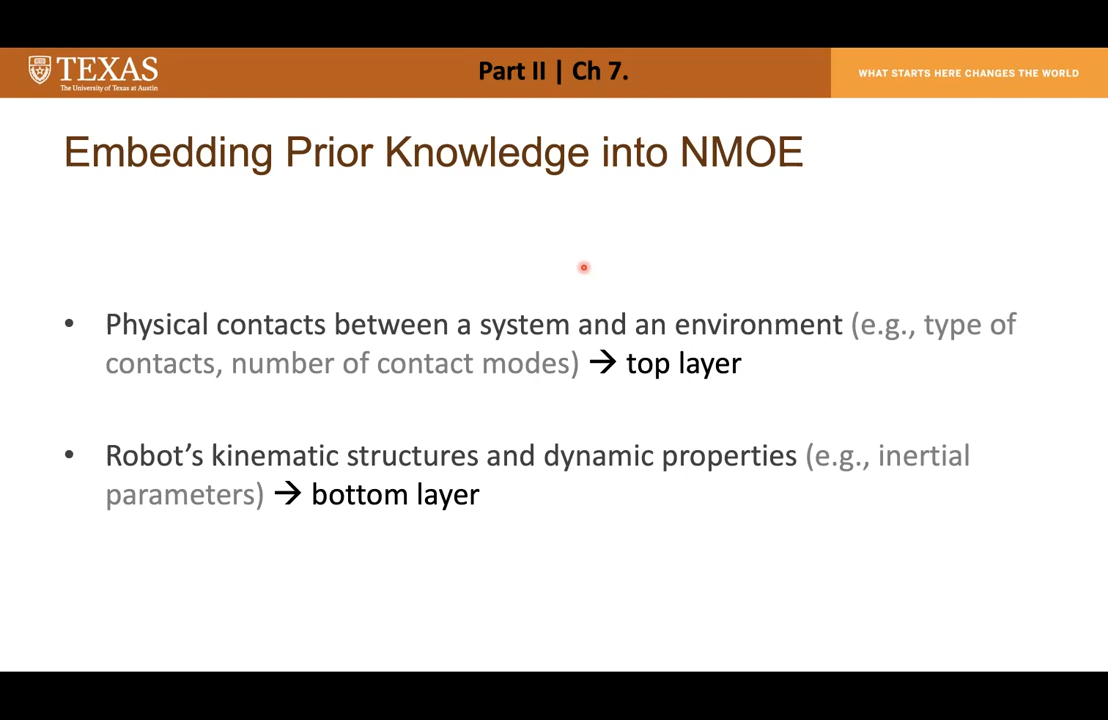 TEXAS
The University of Texas at Austin
Part II | Ch 7.
WHAT STARTS HERE CHANGES THE WORLD
Embedding Prior Knowledge into NMOE
• Physical contacts between a system and an environment (e.g., type of
contacts, number of contact modes) → top layer
• Robot’s kinematic structures and dynamic properties (e.g., inertial
parameters) → bottom layer